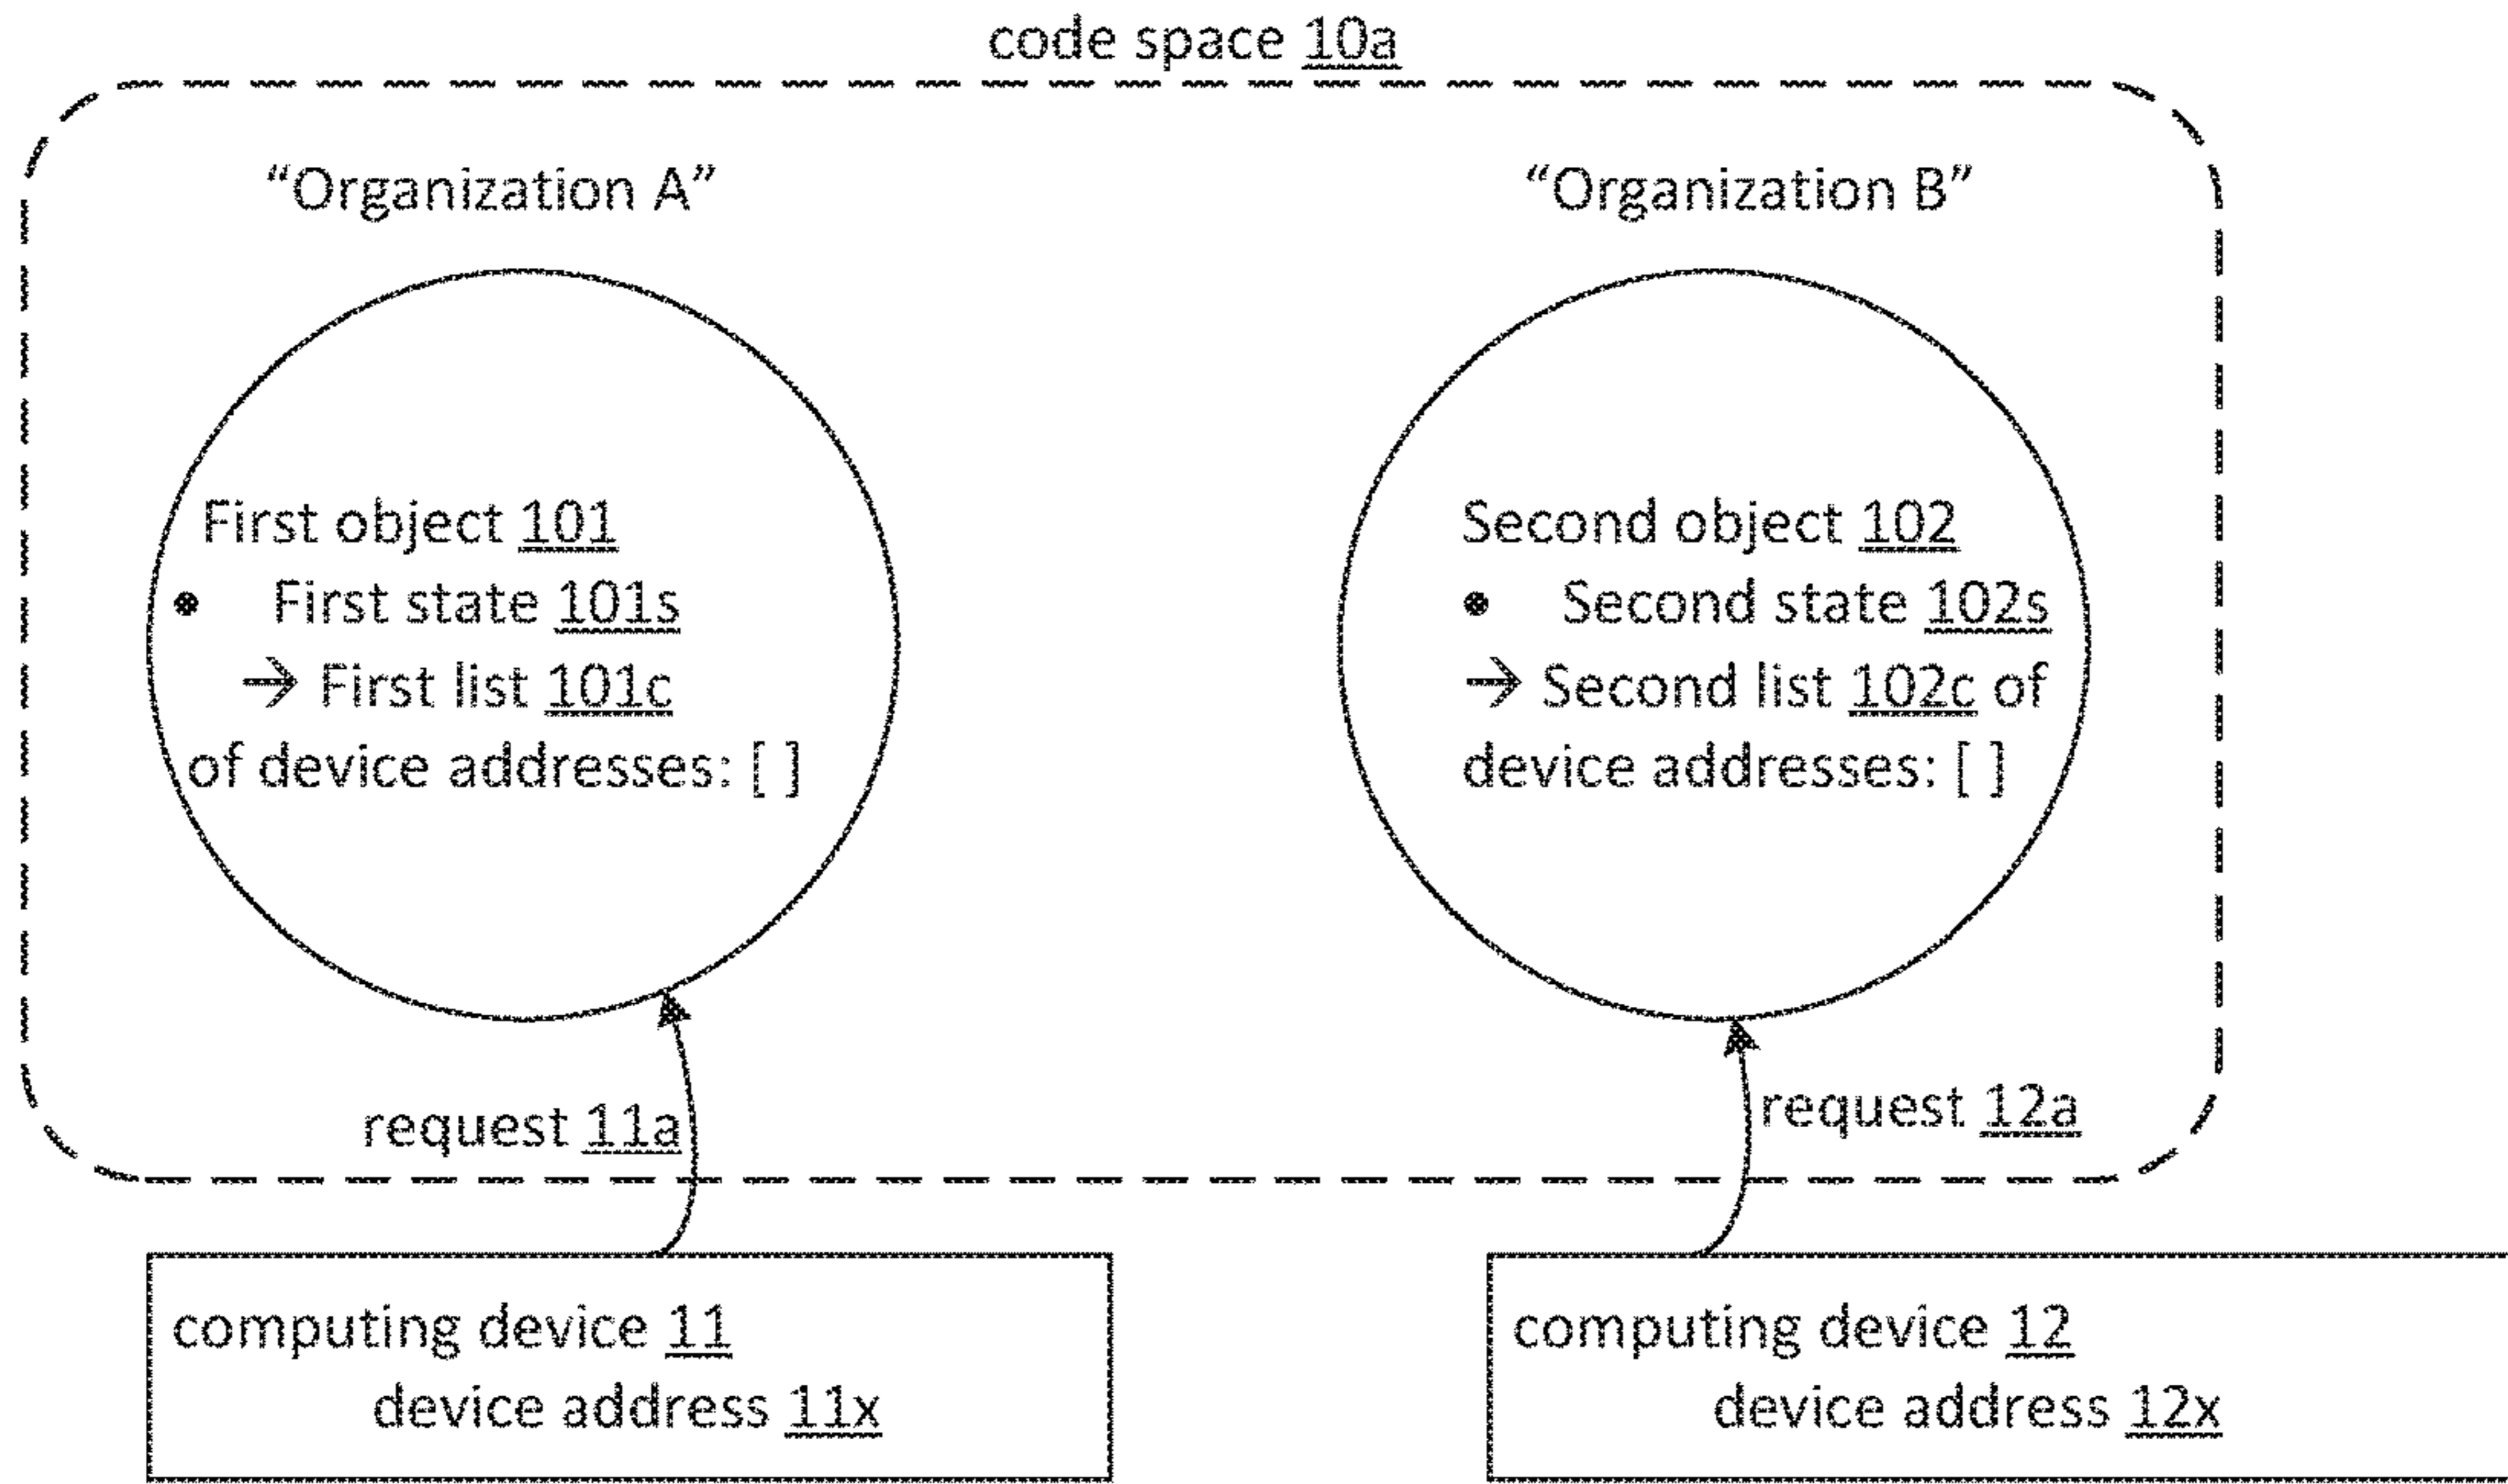 code space 10a
“Organization A”
“Organization B”
First object 101
• First state 101s
→ First list 101c
of device addresses: [ ]
Second object 102
• Second state 102s
→ Second list 102c of
device addresses: [ ]
request 11a
request 12a
computing device 11
device address 11x
computing device 12
device address 12x